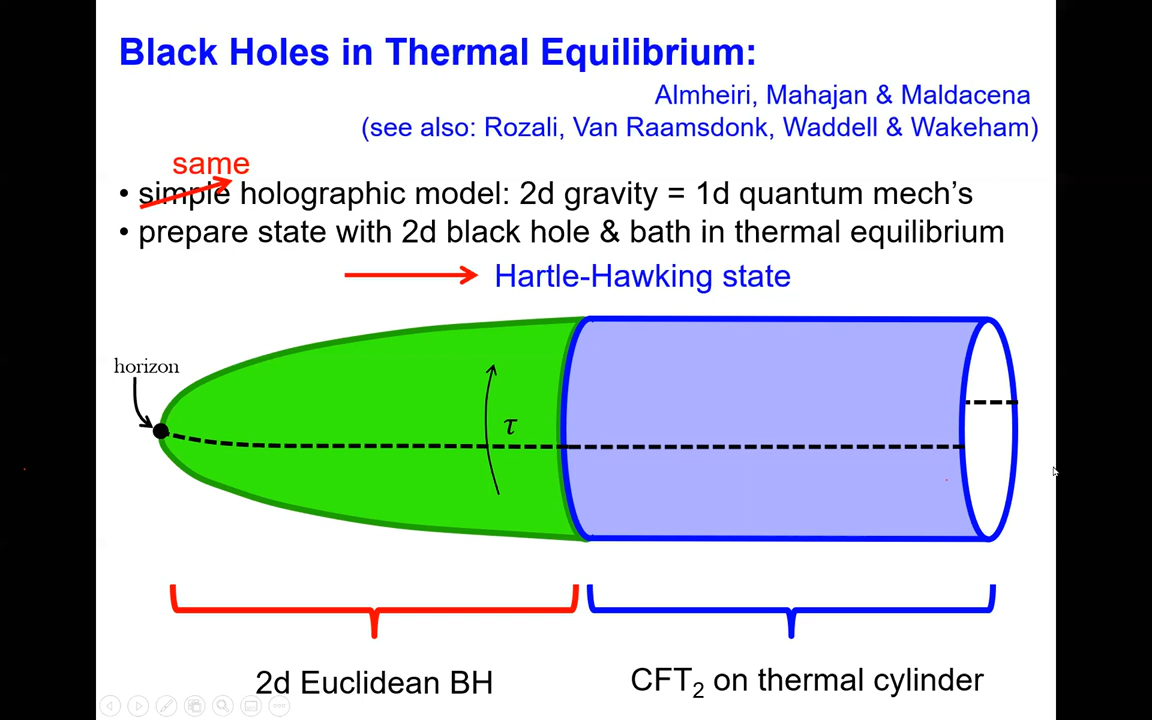 Black Holes in Thermal Equilibrium:
Almheiri, Mahajan & Maldacena
(see also: Rozali, Van Raamsdonk, Waddell & Wakeham)
same
• simple holographic model: 2d gravity = 1d quantum mech's
• prepare state with 2d black hole & bath in thermal equilibrium
Hartle-Hawking state
horizon
τ
2d Euclidean BH
CFT₂ on thermal cylinder